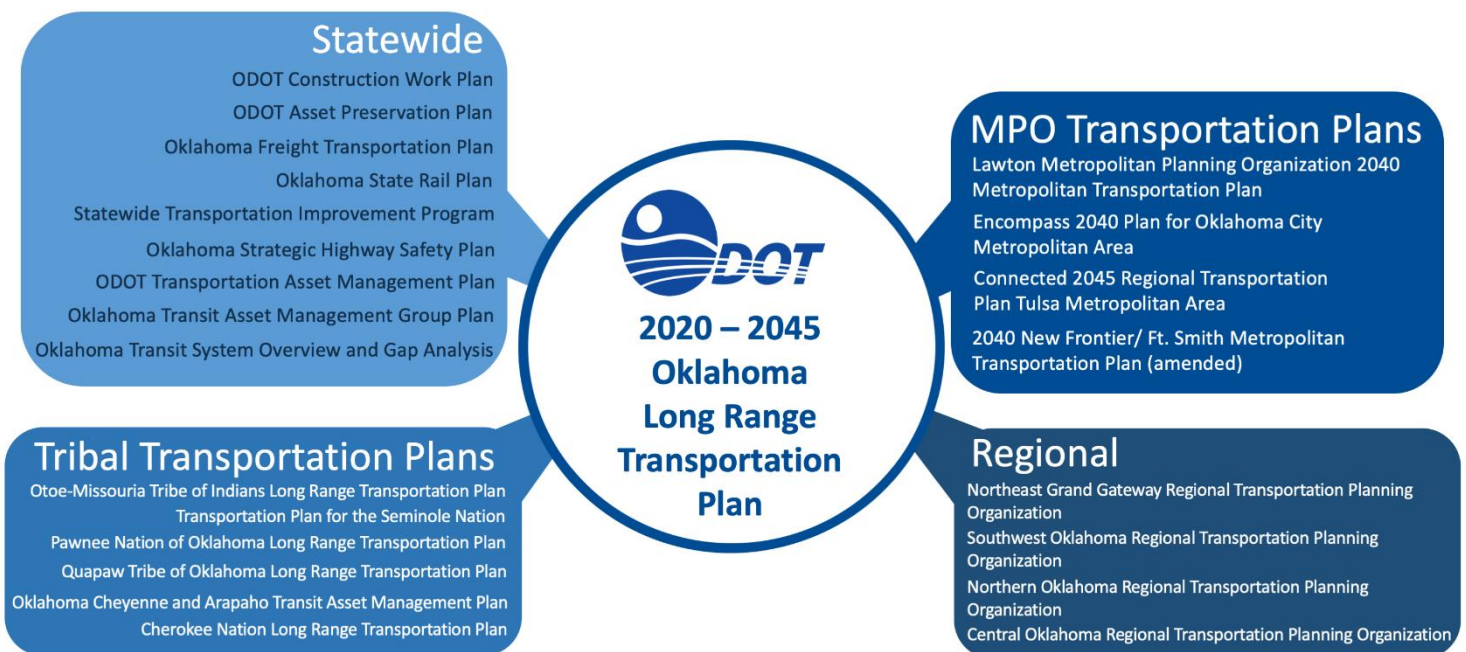 Statewide
ODOT Construction Work Plan
ODOT Asset Preservation Plan
Oklahoma Freight Transportation Plan
Oklahoma State Rail Plan
Statewide Transportation Improvement Program
Oklahoma Strategic Highway Safety Plan
ODOT Transportation Asset Management Plan
Oklahoma Transit Asset Management Group Plan
Oklahoma Transit System Overview and Gap Analysis
Tribal Transportation Plans
Otoe-Missouria Tribe of Indians Long Range Transportation Plan
Transportation Plan for the Seminole Nation
Pawnee Nation of Oklahoma Long Range Transportation Plan
Quapaw Tribe of Oklahoma Long Range Transportation Plan
Oklahoma Cheyenne and Arapaho Transit Asset Management Plan
Cherokee Nation Long Range Transportation Plan
ODOT
2020 – 2045
Oklahoma
Long Range
Transportation
Plan
MPO Transportation Plans
Lawton Metropolitan Planning Organization 2040
Metropolitan Transportation Plan
Encompass 2040 Plan for Oklahoma City
Metropolitan Area
Connected 2045 Regional Transportation
Plan Tulsa Metropolitan Area
2040 New Frontier/ Ft. Smith Metropolitan
Transportation Plan (amended)
Regional
Northeast Grand Gateway Regional Transportation Planning
Organization
Southwest Oklahoma Regional Transportation Planning
Organization
Northern Oklahoma Regional Transportation Planning
Organization
Central Oklahoma Regional Transportation Planning Organization